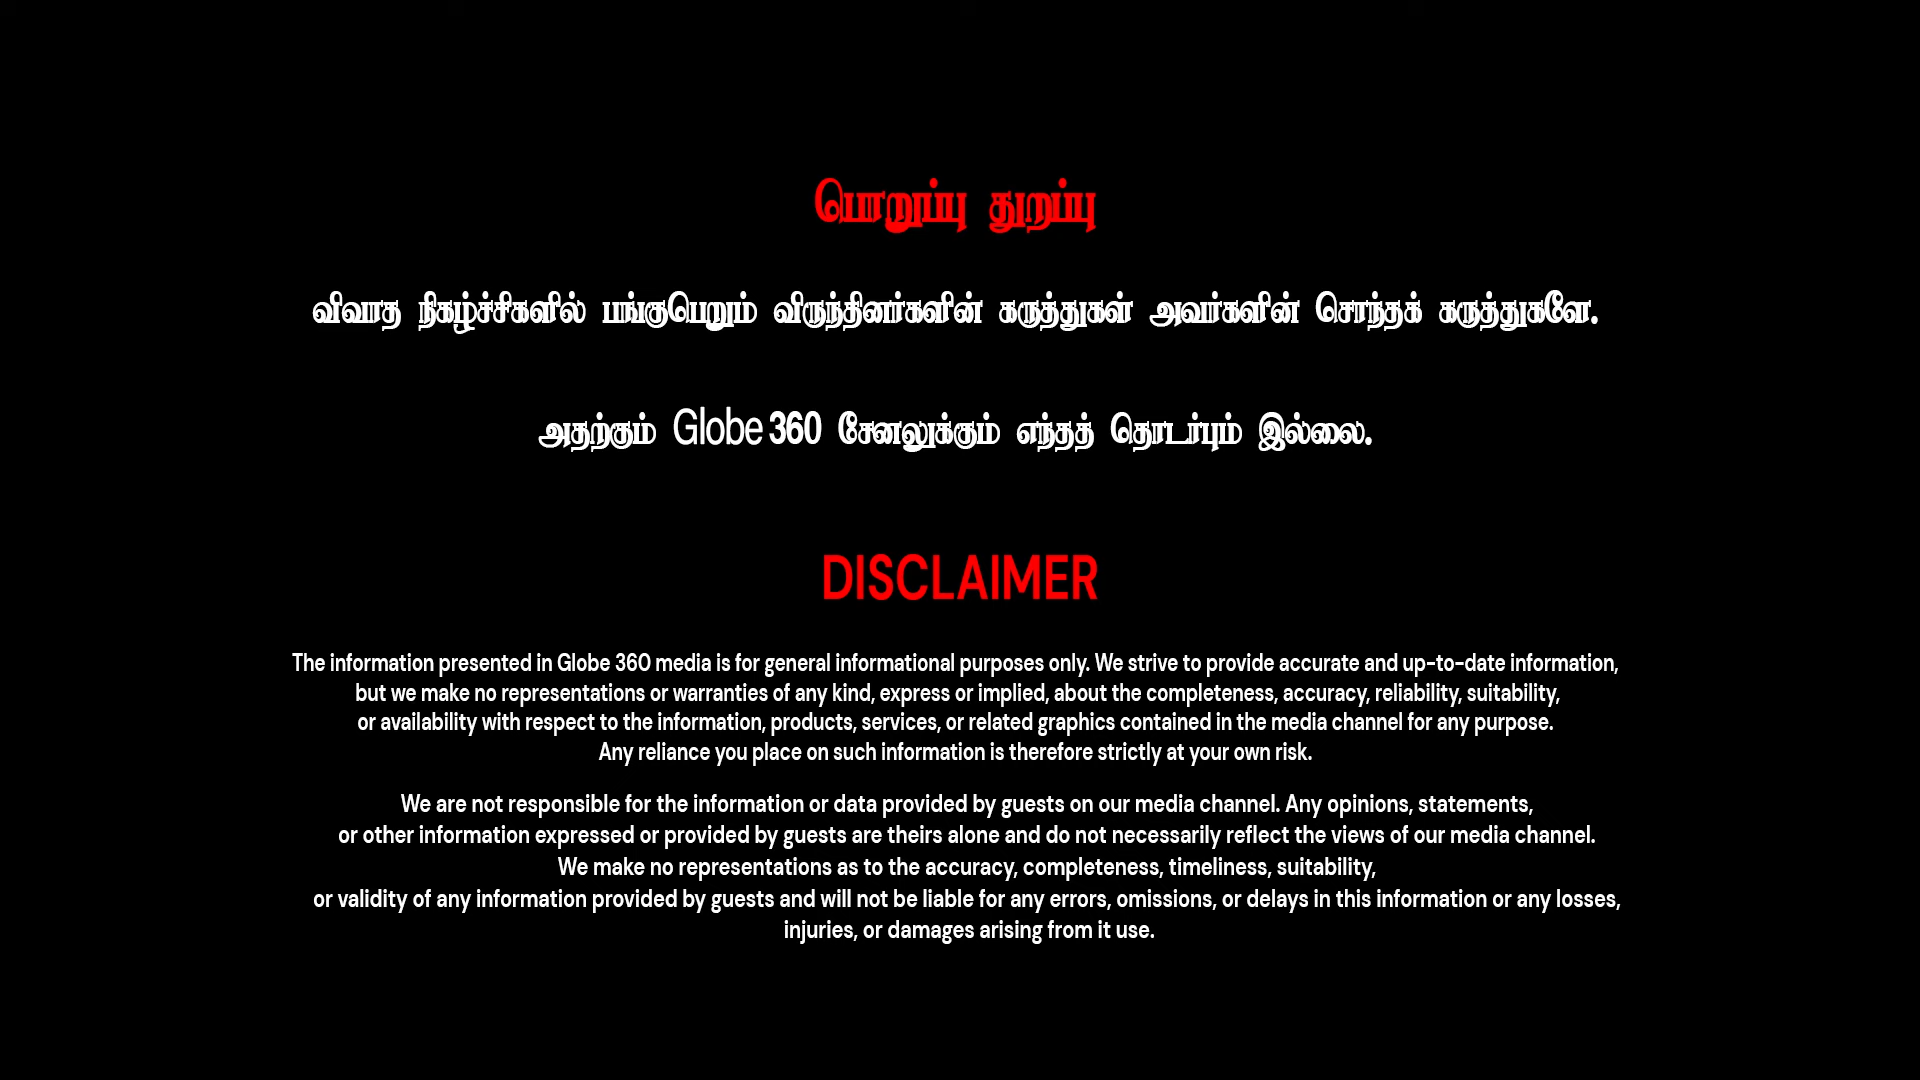 பொறுப்பு துறப்பு
விவாத நிகழ்ச்சிகளில் பங்குபெறும் விருந்தினர்களின் கருத்துகள் அவர்களின் சொந்தக் கருத்துகளே.
அதற்கும் Globe 360 சேனலுக்கும் எந்தத் தொடர்பும் இல்லை.
DISCLAIMER
The information presented in Globe 360 media is for general informational purposes only. We strive to provide accurate and up-to-date information,
but we make no representations or warranties of any kind, express or implied, about the completeness, accuracy, reliability, suitability,
or availability with respect to the information, products, services, or related graphics contained in the media channel for any purpose.
Any reliance you place on such information is therefore strictly at your own risk.
We are not responsible for the information or data provided by guests on our media channel. Any opinions, statements,
or other information expressed or provided by guests are theirs alone and do not necessarily reflect the views of our media channel.
We make no representations as to the accuracy, completeness, timeliness, suitability,
or validity of any information provided by guests and will not be liable for any errors, omissions, or delays in this information or any losses,
injuries, or damages arising from it use.